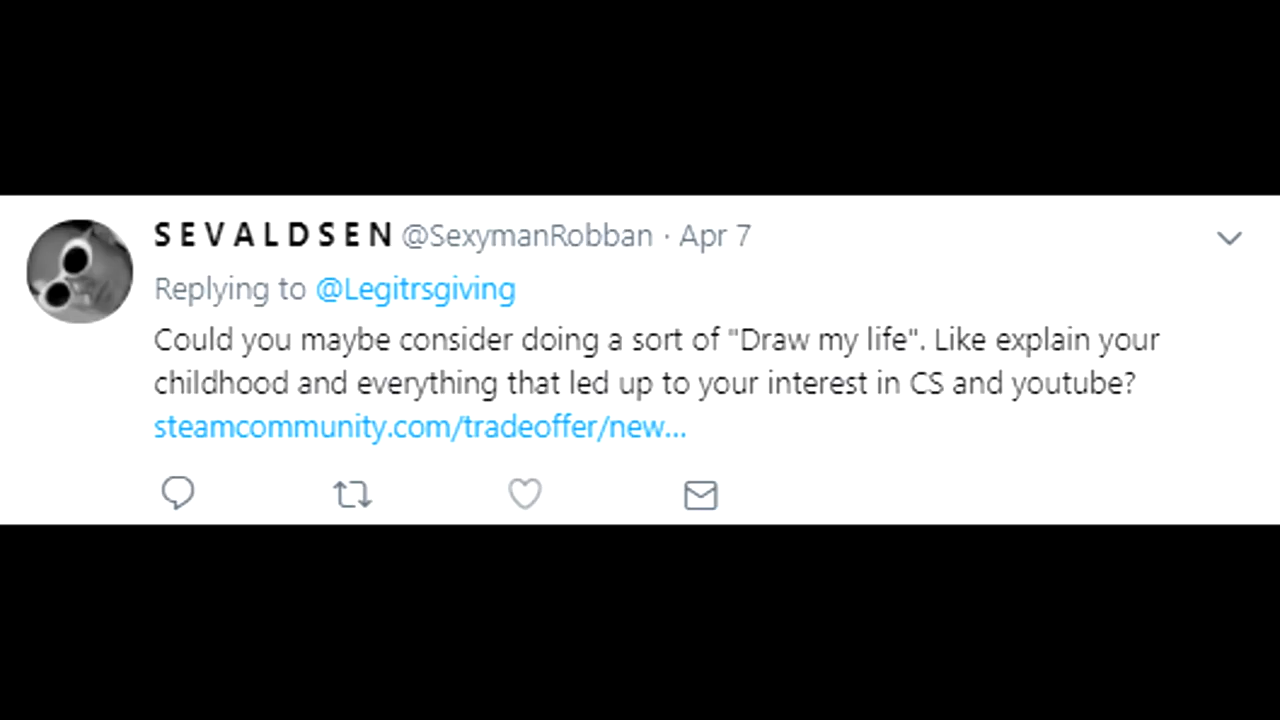 S E V A L D S E N @SexymanRobban · Apr 7
Replying to @Legitrsgiving
Could you maybe consider doing a sort of "Draw my life". Like explain your
childhood and everything that led up to your interest in CS and youtube?
steamcommunity.com/tradeoffer/new...